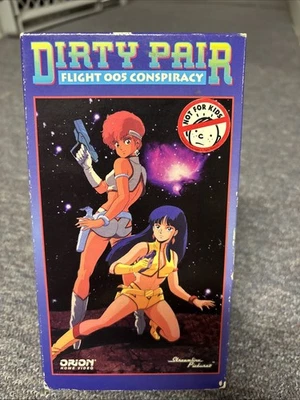 DIRTY PAIR
FLIGHT 005 CONSPIRACY
NOT FOR KIDS
ORION
HOME VIDEO
Streamline
Pictures